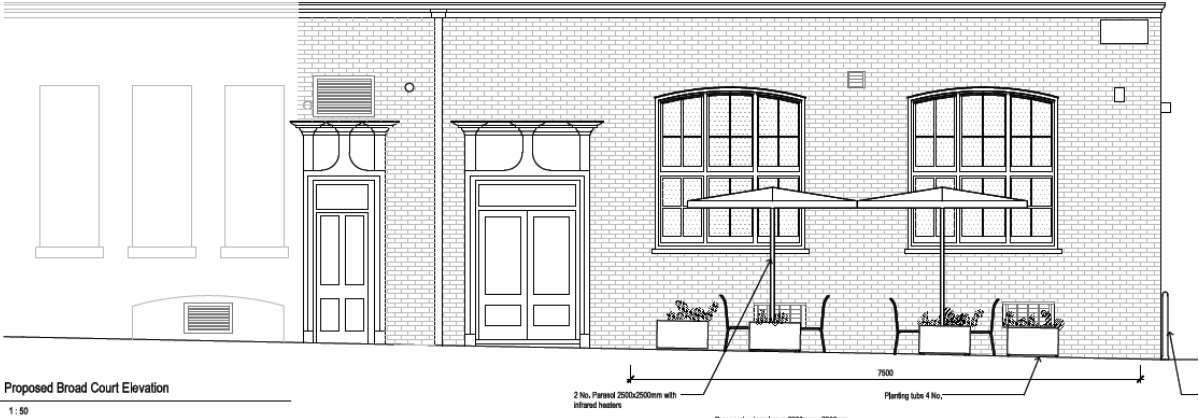 7500
Proposed Broad Court Elevation
2 No. Parasol 2500x2500mm with
infrared heaters
Planting tubs 4 No.
1 : 50